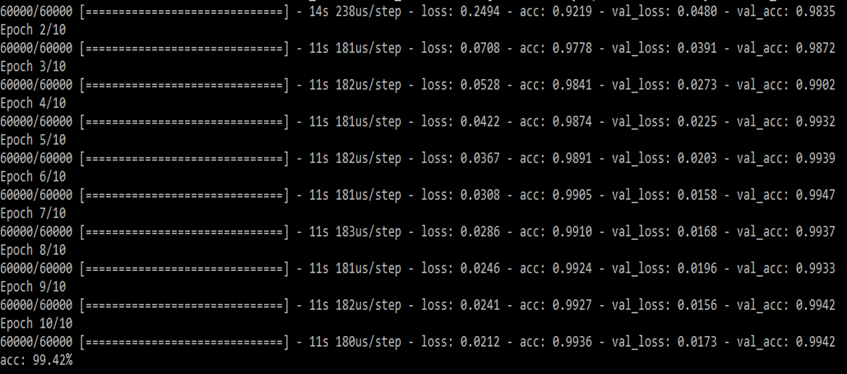 60000/60000 [==============================] - 14s 238us/step - loss: 0.2494 - acc: 0.9219 - val_loss: 0.0480 - val_acc: 0.9835
Epoch 2/10
60000/60000 [==============================] - 11s 181us/step - loss: 0.0708 - acc: 0.9778 - val_loss: 0.0391 - val_acc: 0.9872
Epoch 3/10
60000/60000 [==============================] - 11s 182us/step - loss: 0.0528 - acc: 0.9841 - val_loss: 0.0273 - val_acc: 0.9902
Epoch 4/10
60000/60000 [==============================] - 11s 181us/step - loss: 0.0422 - acc: 0.9874 - val_loss: 0.0225 - val_acc: 0.9932
Epoch 5/10
60000/60000 [==============================] - 11s 182us/step - loss: 0.0367 - acc: 0.9891 - val_loss: 0.0203 - val_acc: 0.9939
Epoch 6/10
60000/60000 [==============================] - 11s 181us/step - loss: 0.0308 - acc: 0.9905 - val_loss: 0.0158 - val_acc: 0.9947
Epoch 7/10
60000/60000 [==============================] - 11s 183us/step - loss: 0.0286 - acc: 0.9910 - val_loss: 0.0168 - val_acc: 0.9937
Epoch 8/10
60000/60000 [==============================] - 11s 181us/step - loss: 0.0246 - acc: 0.9924 - val_loss: 0.0196 - val_acc: 0.9933
Epoch 9/10
60000/60000 [==============================] - 11s 182us/step - loss: 0.0241 - acc: 0.9927 - val_loss: 0.0156 - val_acc: 0.9942
Epoch 10/10
60000/60000 [==============================] - 11s 180us/step - loss: 0.0212 - acc: 0.9936 - val_loss: 0.0173 - val_acc: 0.9942
acc: 99.42%